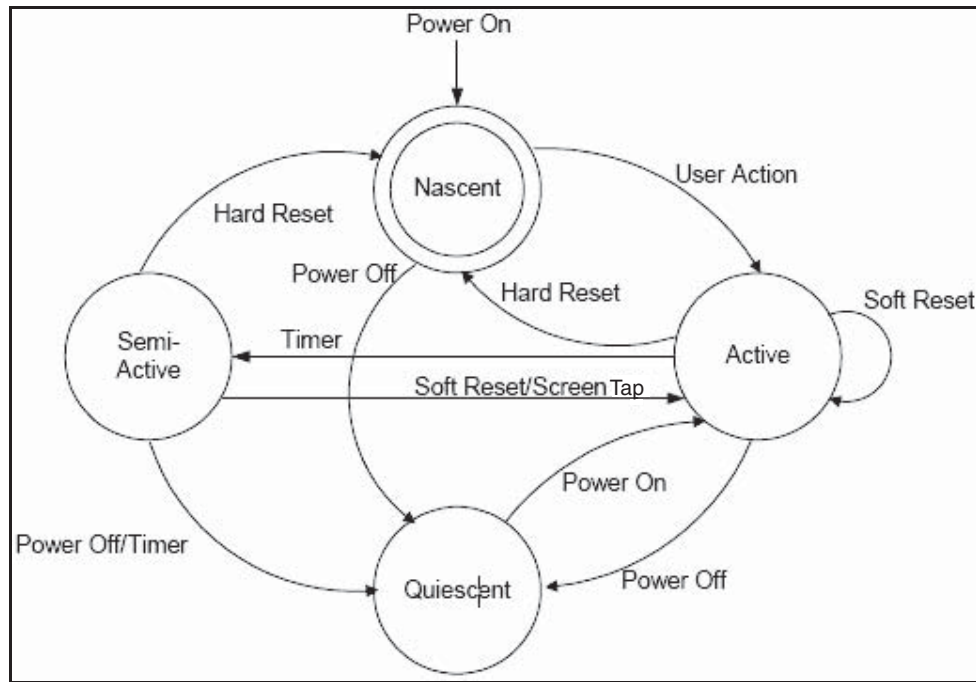 Power On
Nascent
User Action
Hard Reset
Power Off
Hard Reset
Soft Reset
Semi-
Active
Timer
Active
Soft Reset/Screen Tap
Power On
Power Off/Timer
Quiescent
Power Off